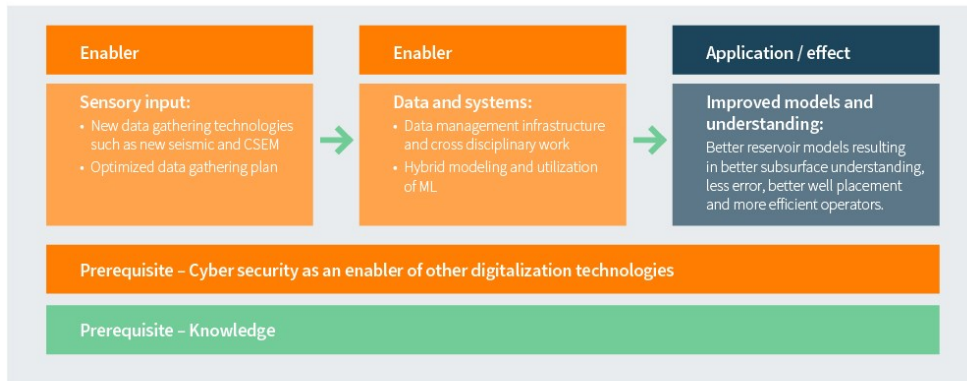 Enabler
Sensory input:
• New data gathering technologies
such as new seismic and CSEM
• Optimized data gathering plan
Enabler
Data and systems:
• Data management infrastructure
and cross disciplinary work
• Hybrid modeling and utilization
of ML
Application / effect
Improved models and
understanding:
Better reservoir models resulting
in better subsurface understanding,
less error, better well placement
and more efficient operators.
Prerequisite – Cyber security as an enabler of other digitalization technologies
Prerequisite – Knowledge